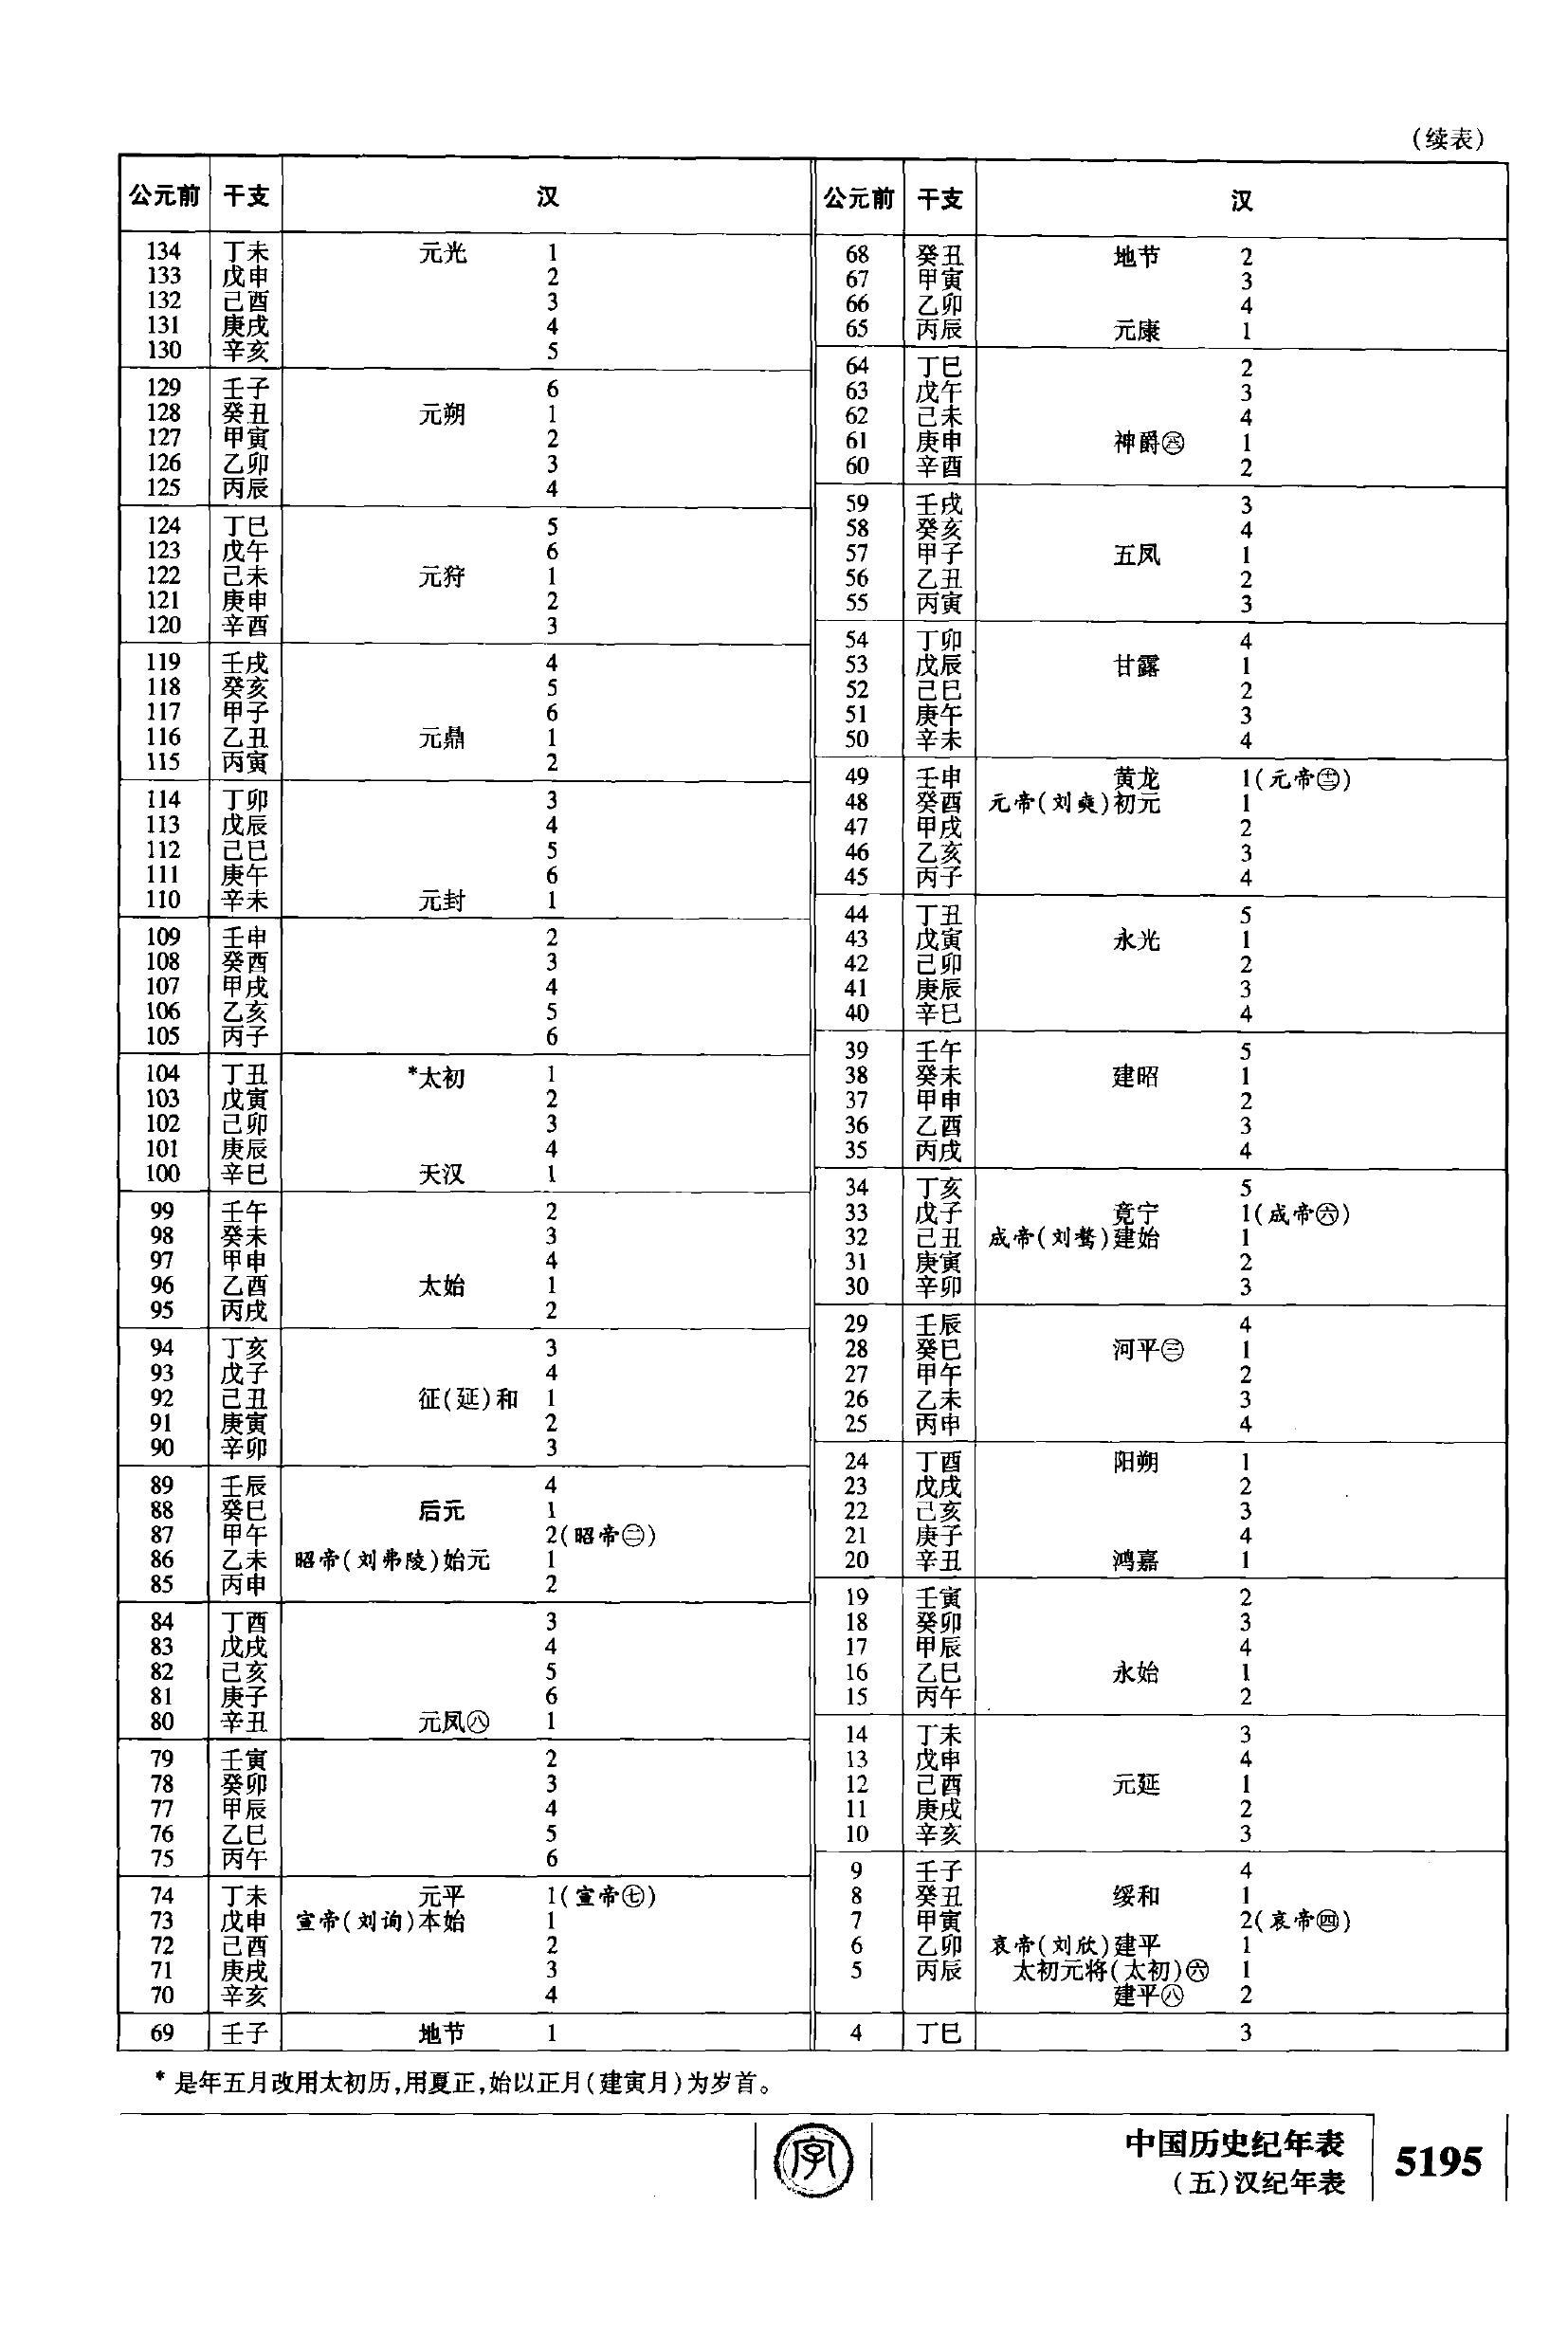 (续表)
公元前 干支 汉
134 丁未 元光 1
133 戊申 2
132 己酉 3
131 庚戌 4
130 辛亥 5
129 壬子 6
128 癸丑 元朔 1
127 甲寅 2
126 乙卯 3
125 丙辰 4
124 丁巳 5
123 戊午 6
122 己未 元狩 1
121 庚申 2
120 辛酉 3
119 壬戌 4
118 癸亥 5
117 甲子 6
116 乙丑 元鼎 1
115 丙寅 2
114 丁卯 3
113 戊辰 4
112 己巳 5
111 庚午 6
110 辛未 元封 1
109 壬申 2
108 癸酉 3
107 甲戌 4
106 乙亥 5
105 丙子 6
104 丁丑 *太初 1
103 戊寅 2
102 己卯 3
101 庚辰 4
100 辛巳 天汉 1
99 壬午 2
98 癸未 3
97 甲申 4
96 乙酉 太始 1
95 丙戌 2
94 丁亥 3
93 戊子 4
92 己丑 征(延)和 1
91 庚寅 2
90 辛卯 3
89 壬辰 4
88 癸巳 后元 1
87 甲午 2(昭帝㊁)
86 乙未 昭帝(刘弗陵)始元 1
85 丙申 2
84 丁酉 3
83 戊戌 4
82 己亥 5
81 庚子 6
80 辛丑 元凤㊇ 1
79 壬寅 2
78 癸卯 3
77 甲辰 4
76 乙巳 5
75 丙午 6
74 丁未 元平 1(宣帝㊆)
73 戊申 宣帝(刘询)本始 1
72 己酉 2
71 庚戌 3
70 辛亥 4
69 壬子 地节 1
公元前 干支 汉
68 癸丑 地节 2
67 甲寅 3
66 乙卯 4
65 丙辰 元康 1
64 丁巳 2
63 戊午 3
62 己未 4
61 庚申 神爵 1
60 辛酉 2
59 壬戌 3
58 癸亥 4
57 甲子 五凤 1
56 乙丑 2
55 丙寅 3
54 丁卯 4
53 戊辰 甘露 1
52 己巳 2
51 庚午 3
50 辛未 4
49 壬申 黄龙 1(元帝)
48 癸酉 元帝(刘奭)初元 1
47 甲戌 2
46 乙亥 3
45 丙子 4
44 丁丑 5
43 戊寅 永光 1
42 己卯 2
41 庚辰 3
40 辛巳 4
39 壬午 5
38 癸未 建昭 1
37 甲申 2
36 乙酉 3
35 丙戌 4
34 丁亥 5
33 戊子 竟宁 1(成帝㊅)
32 己丑 成帝(刘骜)建始 1
31 庚寅 2
30 辛卯 3
29 壬辰 4
28 癸巳 河平㊂ 1
27 甲午 2
26 乙未 3
25 丙申 4
24 丁酉 阳朔 1
23 戊戌 2
22 己亥 3
21 庚子 4
20 辛丑 鸿嘉 1
19 壬寅 2
18 癸卯 3
17 甲辰 4
16 乙巳 永始 1
15 丙午 2
14 丁未 3
13 戊申 4
12 己酉 元延 1
11 庚戌 2
10 辛亥 3
9 壬子 4
8 癸丑 绥和 1
7 甲寅 2(哀帝㊃)
6 乙卯 哀帝(刘欣)建平 1
5 丙辰 太初元将(太初)㊅ 1
建平㊇ 2
4 丁巳 3
* 是年五月改用太初历,用夏正,始以正月(建寅月)为岁首。
字
中国历史纪年表
(五)汉纪年表
5195